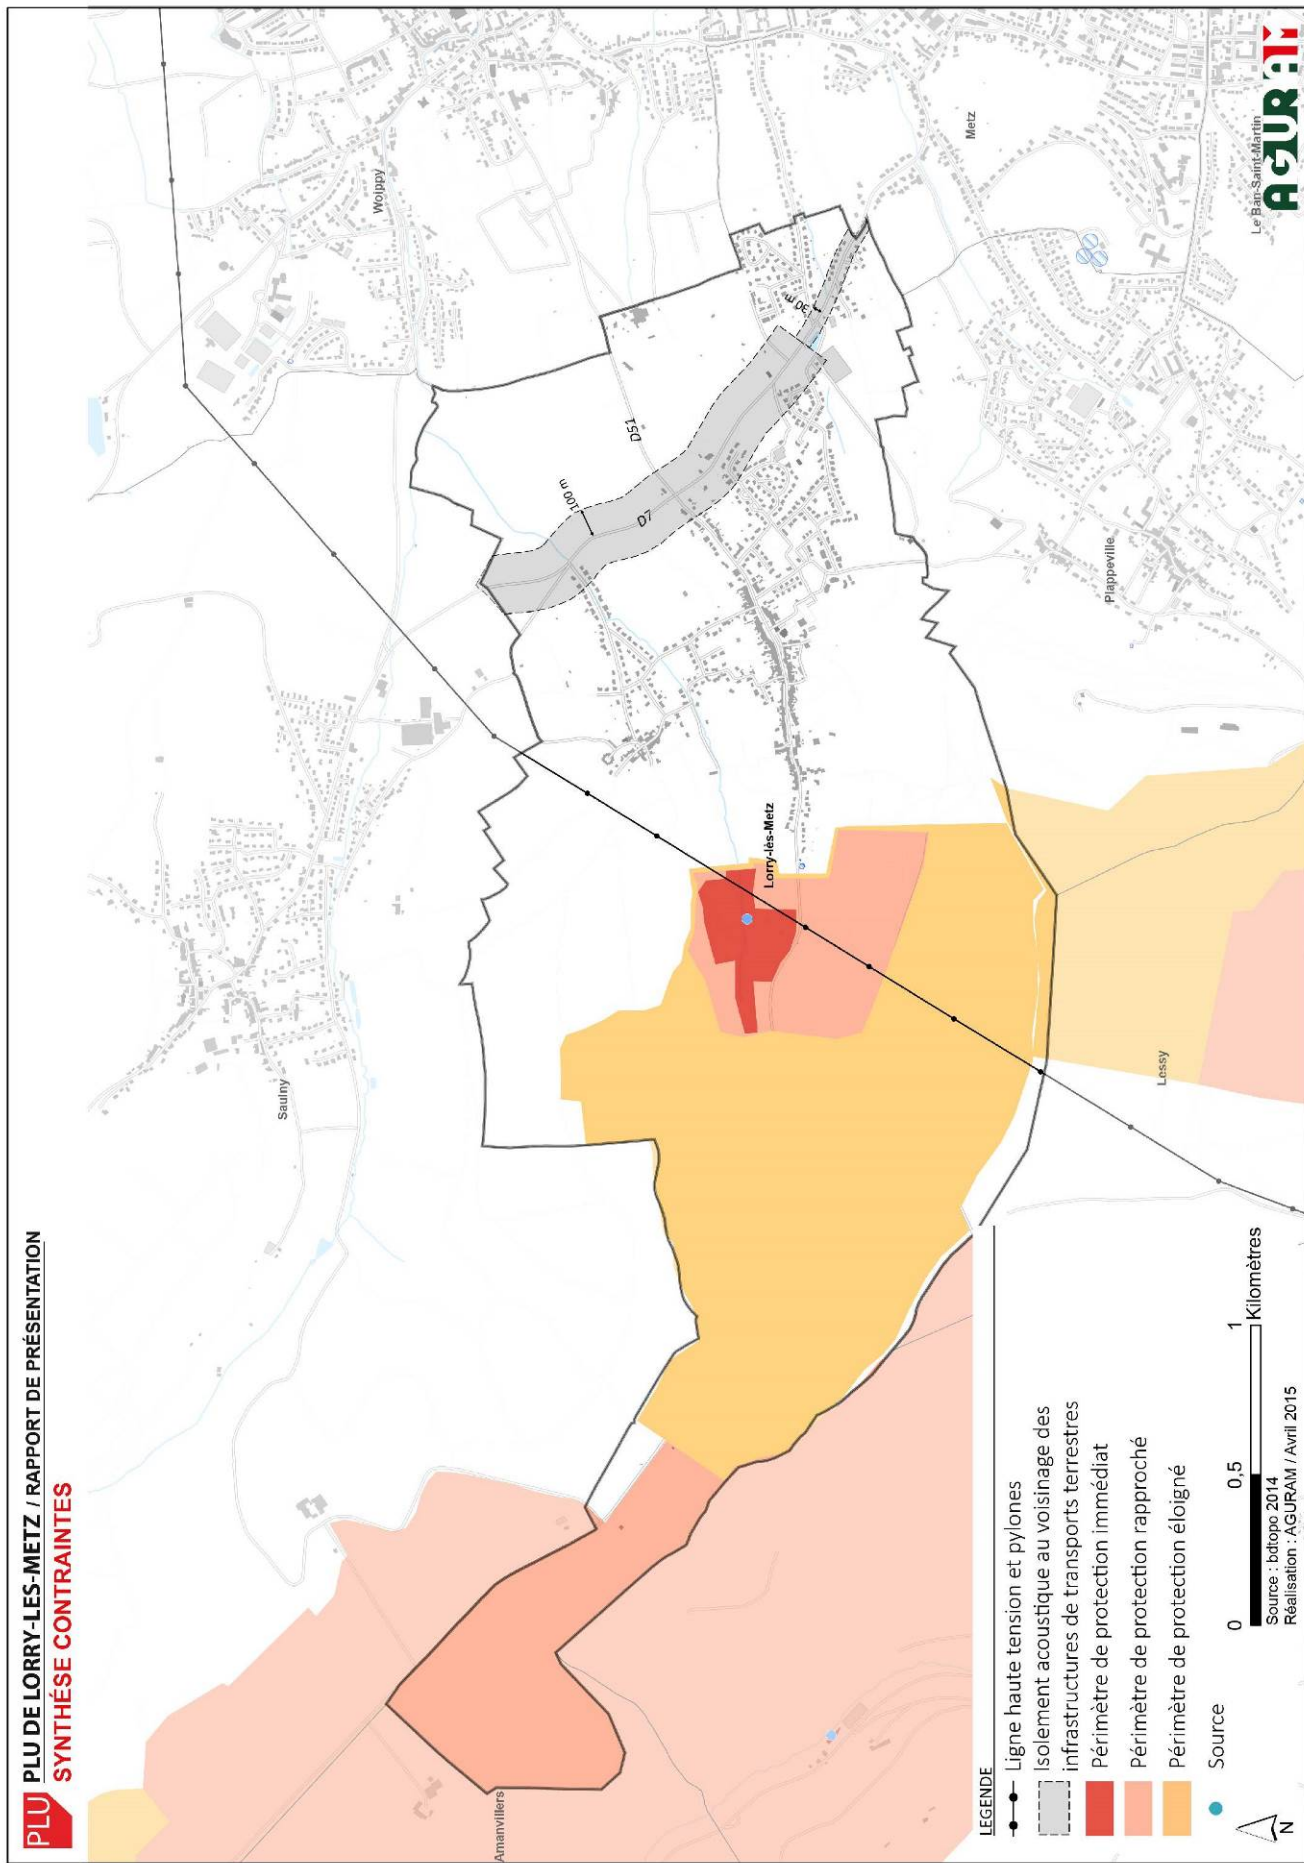 PLU
PLU DE LORRY-LES-METZ / RAPPORT DE PRÉSENTATION
SYNTHÉSE CONTRAINTES
Woippy
Saulny
Metz
Le Ban-Saint-Martin
Plappeville
Lorry-lès-Metz
Lessy
Amanvillers
D51
D7
100 m
30 m
LEGENDE
Ligne haute tension et pylones
Isolement acoustique au voisinage des
infrastructures de transports terrestres
Périmètre de protection immédiat
Périmètre de protection rapproché
Périmètre de protection éloigné
Source
N
0 0,5 1
Kilomètres
Source : bdtopo 2014
Réalisation : AGURAM / Avril 2015
AGURAM